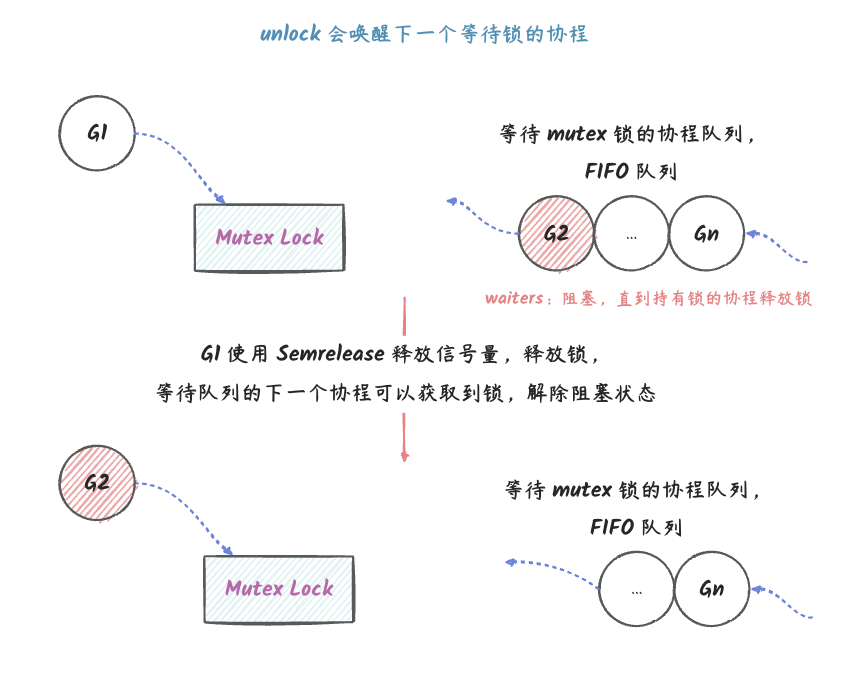 unlock 会唤醒下一个等待锁的协程
G1
等待 mutex 锁的协程队列，
FIFO 队列
Mutex Lock
G2
...
Gn
waiters：阻塞，直到持有锁的协程释放锁
G1 使用 Semrelease 释放信号量，释放锁，
等待队列的下一个协程可以获取到锁，解除阻塞状态
G2
等待 mutex 锁的协程队列，
FIFO 队列
Mutex Lock
...
Gn